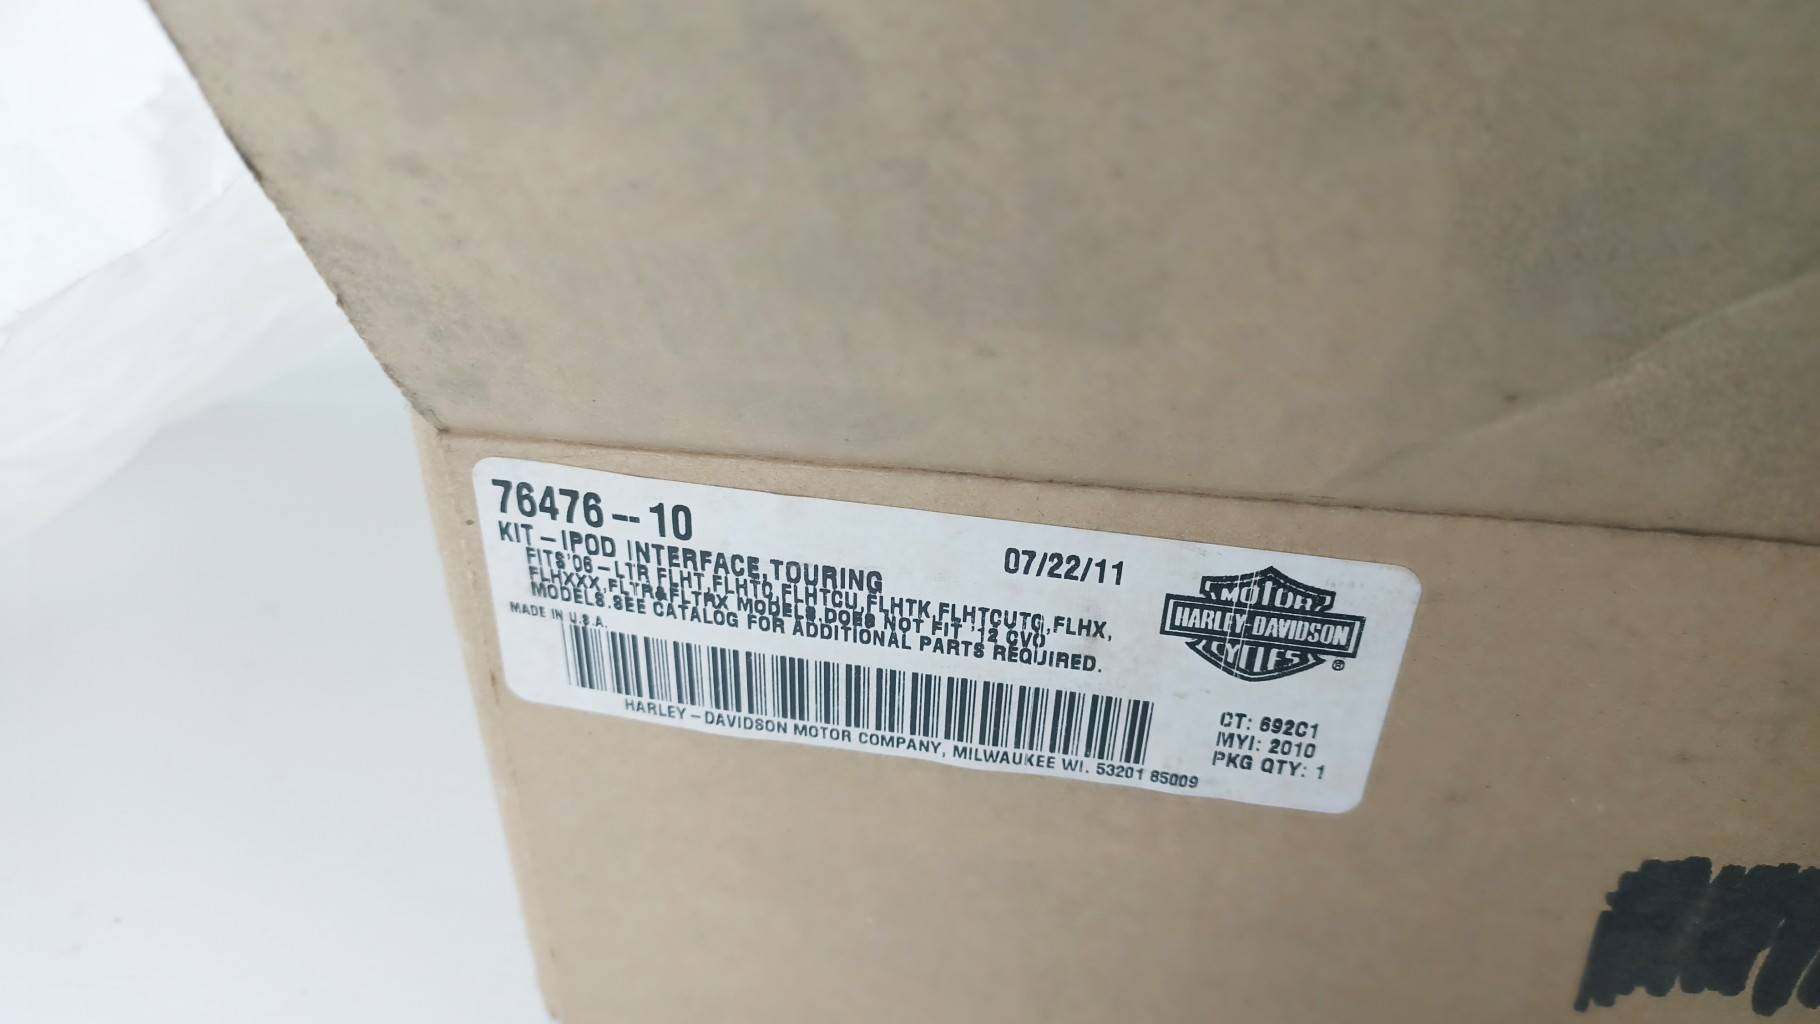 76476--10
07/22/11
KIT-IPOD INTERFACE,TOURING
FITS'06-LTR FLHT,FLHTC,FLHTCU,FLHTK,FLHTCUTG,FLHX,
FLHXXX,FLTR&FLTRX MODELS.DOES NOT FIT '12 CVO
MODELS.SEE CATALOG FOR ADDITIONAL PARTS REQUIRED.
MADE IN U.S.A.
HARLEY-DAVIDSON MOTOR COMPANY, MILWAUKEE WI. 53201 85009
MOTOR
HARLEY-DAVIDSON
®
CT: 692C1
MYI: 2010
PKG QTY: 1